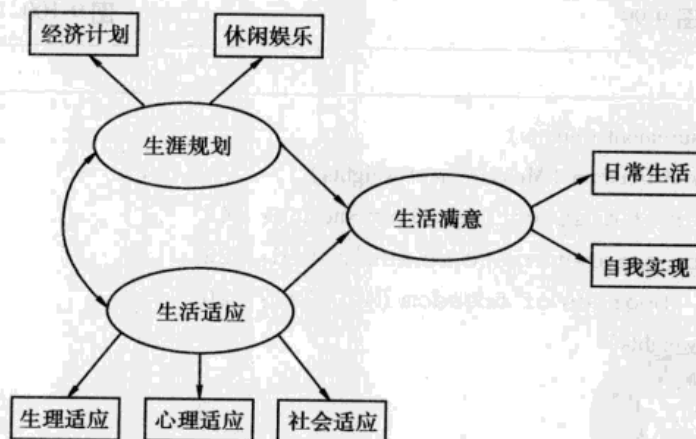 经济计划
休闲娱乐
生涯规划
日常生活
生活满意
自我实现
生活适应
生理适应
心理适应
社会适应